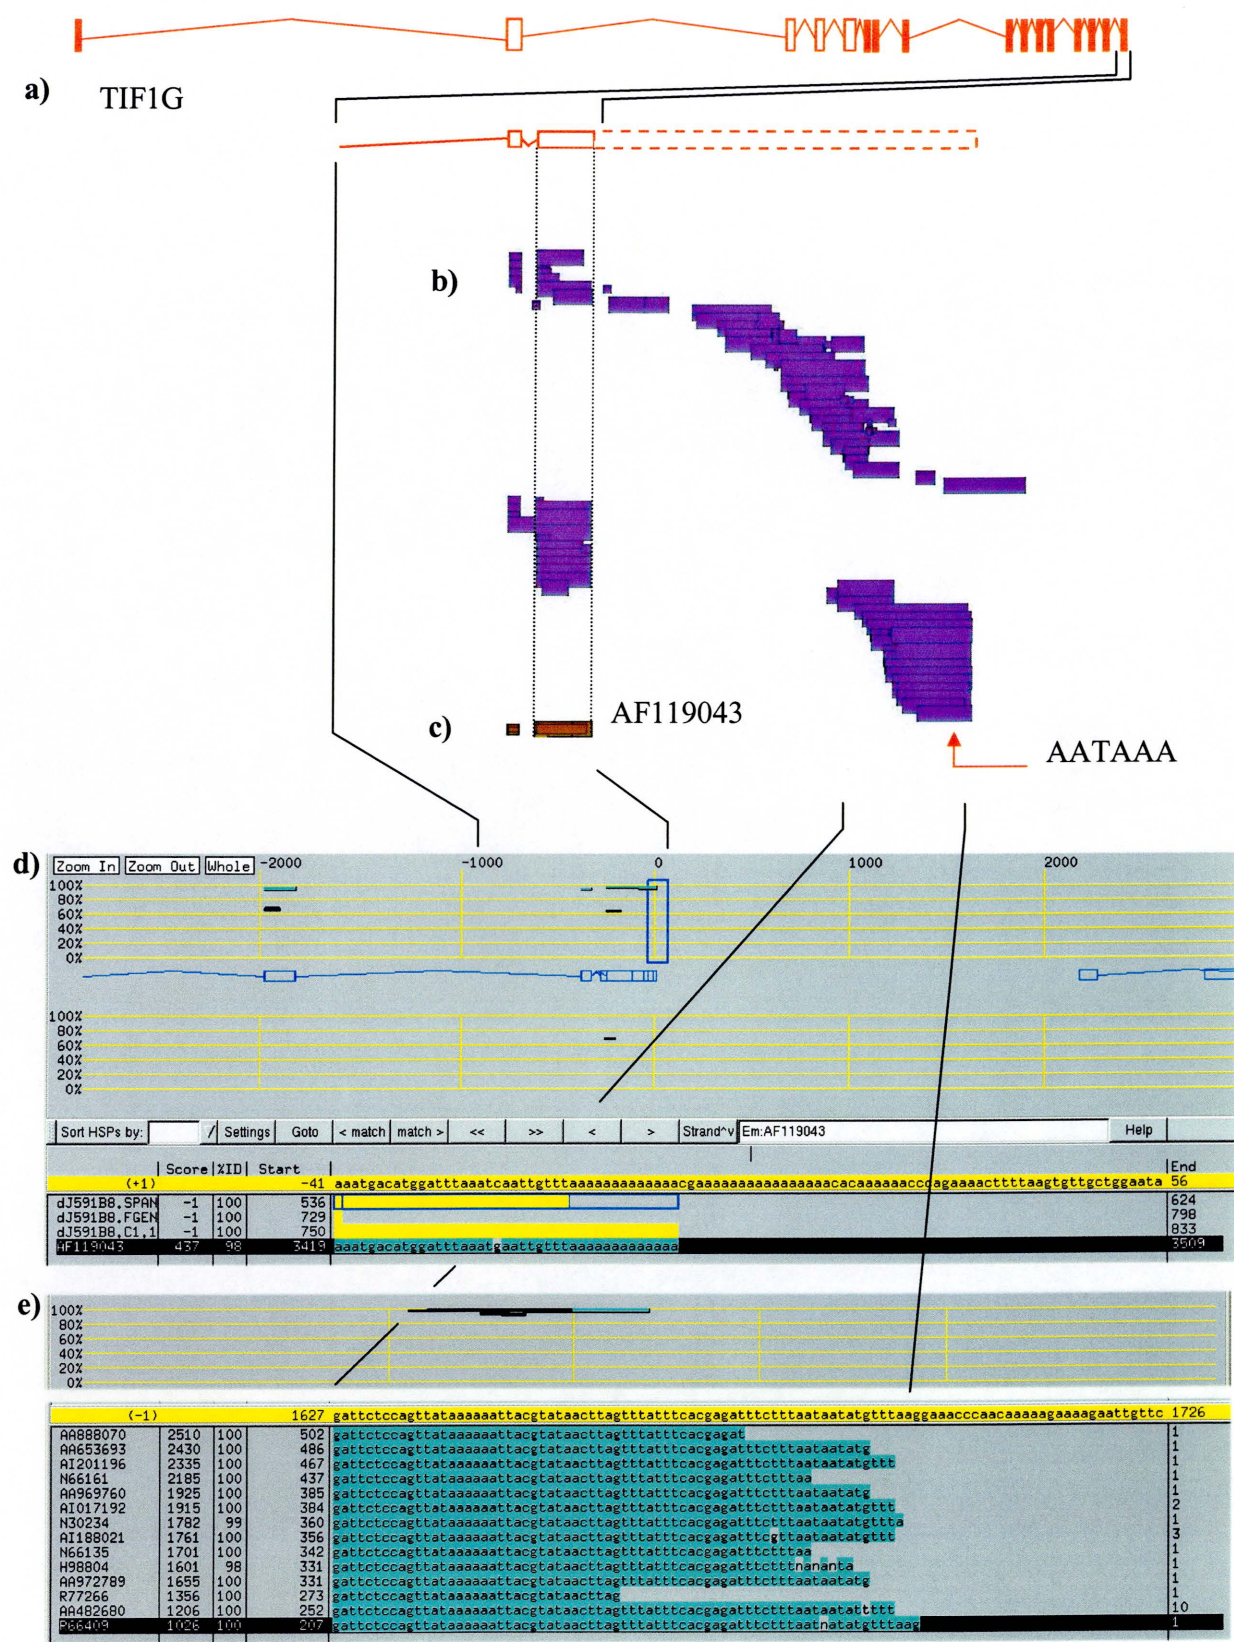 a)
TIF1G
b)
c)
AF119043
AATAAA
d)
Zoom In Zoom Out Whole -2000 -1000 0 1000 2000
100%
80%
60%
40%
20%
0%
100%
80%
60%
40%
20%
0%
Sort HSPs by: / Settings Goto < match match > << >> < > Strand^v Em:AF119043 Help
Score %ID Start End
(+1) -41 aaatgacatggatttaaatcaattgtttaaaaaaaaaaaaaacgaaaaaaaaaaaaaaaacacaaaaaacccagaaaacttttaagtgttgctggaata 56
dJ591B8.SPAN -1 100 536 624
dJ591B8.FGEN -1 100 729 798
dJ591B8.C1,1 -1 100 750 833
AF119043 437 98 3419 aaatgacatggatttaaatgaattgtttaaaaaaaaaaaaaa 3509
e)
100%
80%
60%
40%
20%
0%
(-1) 1627 gattctccagttataaaaaattacgtataacttagtttatttcacgagatttctttaataatatgtttaaggaaacccaacaaaaagaaaagaattgttc 1726
AA888070 2510 100 502 gattctccagttataaaaaattacgtataacttagtttatttcacgagat 1
AA653693 2430 100 486 gattctccagttataaaaaattacgtataacttagtttatttcacgagatttctttaataatatg 1
AI201196 2335 100 467 gattctccagttataaaaaattacgtataacttagtttatttcacgagatttctttaataatatgttt 1
N66161 2185 100 437 gattctccagttataaaaaattacgtataacttagtttatttcacgagatttctttaa 1
AA969760 1925 100 385 gattctccagttataaaaaattacgtataacttagtttatttcacgagatttctttaataatatg 1
AI017192 1915 100 384 gattctccagttataaaaaattacgtataacttagtttatttcacgagatttctttaataatatgttt 2
N30234 1782 99 360 gattctccagttataaaaaattacgtataacttagtttatttcacgagatttctttaataatatgttta 1
AI188021 1761 100 356 gattctccagttataaaaaattacgtataacttagtttatttcacgagatttcgttaataatatgttt 3
N66135 1701 100 342 gattctccagttataaaaaattacgtataacttagtttatttcacgagatttctttaa 1
H98804 1601 98 331 gattctccagttataaaaaattacgtataacttagtttatttcacgagatttctttnananta 1
AA972789 1655 100 331 gattctccagttataaaaaattacgtataacttagtttatttcacgagatttctttaataatatg 1
R77266 1356 100 273 gattctccagttataaaaaattacgtataacttag 1
AA482680 1206 100 252 gattctccagttataaaaaattacgtataacttagtttatttcacgagatttctttaataatattttt 10
R66409 1026 100 207 gattctccagttataaaaaattacgtataacttagtttatttcacgagatttctttaanatatgtttaag 1